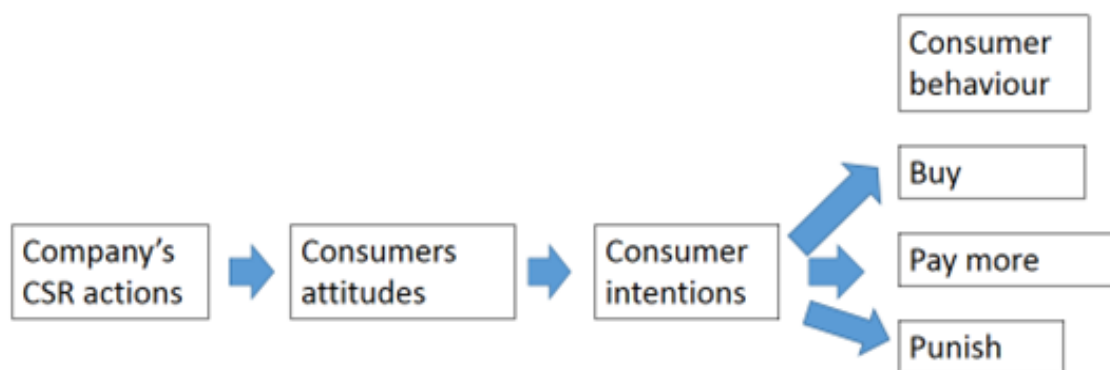 Consumer
behaviour
Buy
Company's
CSR actions
Consumers
attitudes
Consumer
intentions
Pay more
Punish